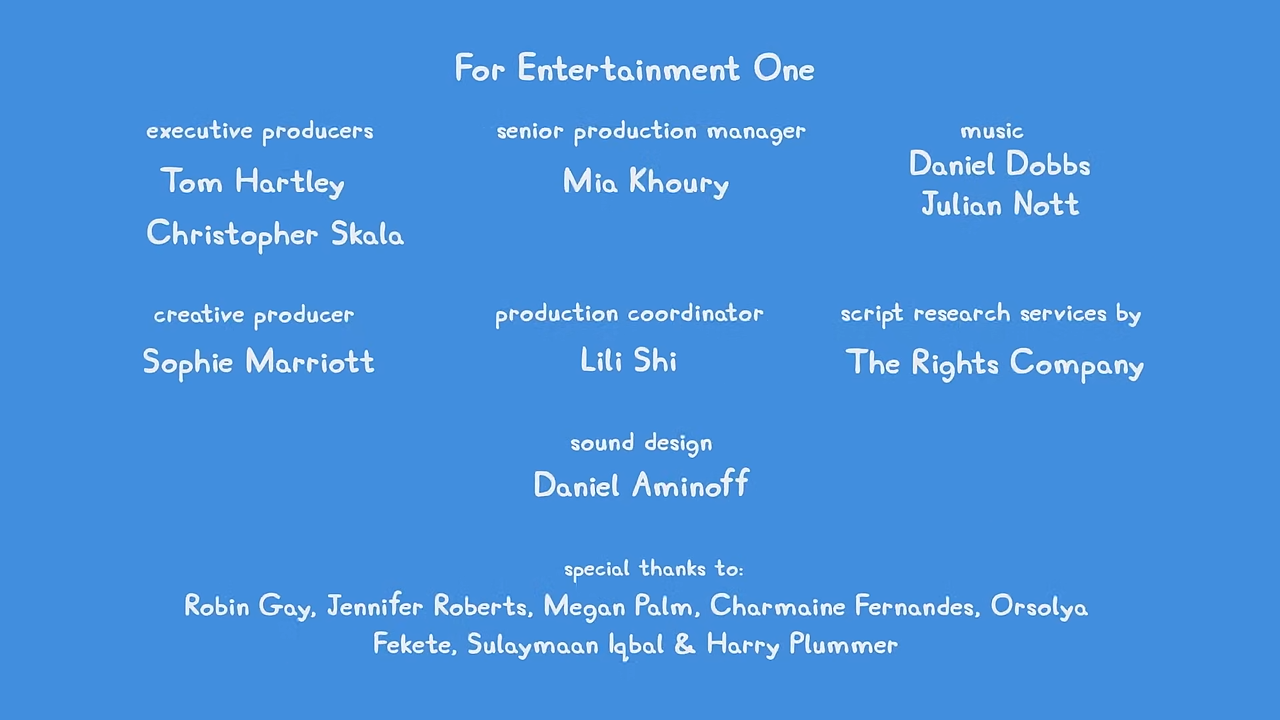 For Entertainment One
executive producers
Tom Hartley
Christopher Skala
senior production manager
Mia Khoury
music
Daniel Dobbs
Julian Nott
creative producer
Sophie Marriott
production coordinator
Lili Shi
script research services by
The Rights Company
sound design
Daniel Aminoff
special thanks to:
Robin Gay, Jennifer Roberts, Megan Palm, Charmaine Fernandes, Orsolya
Fekete, Sulaymaan Iqbal & Harry Plummer